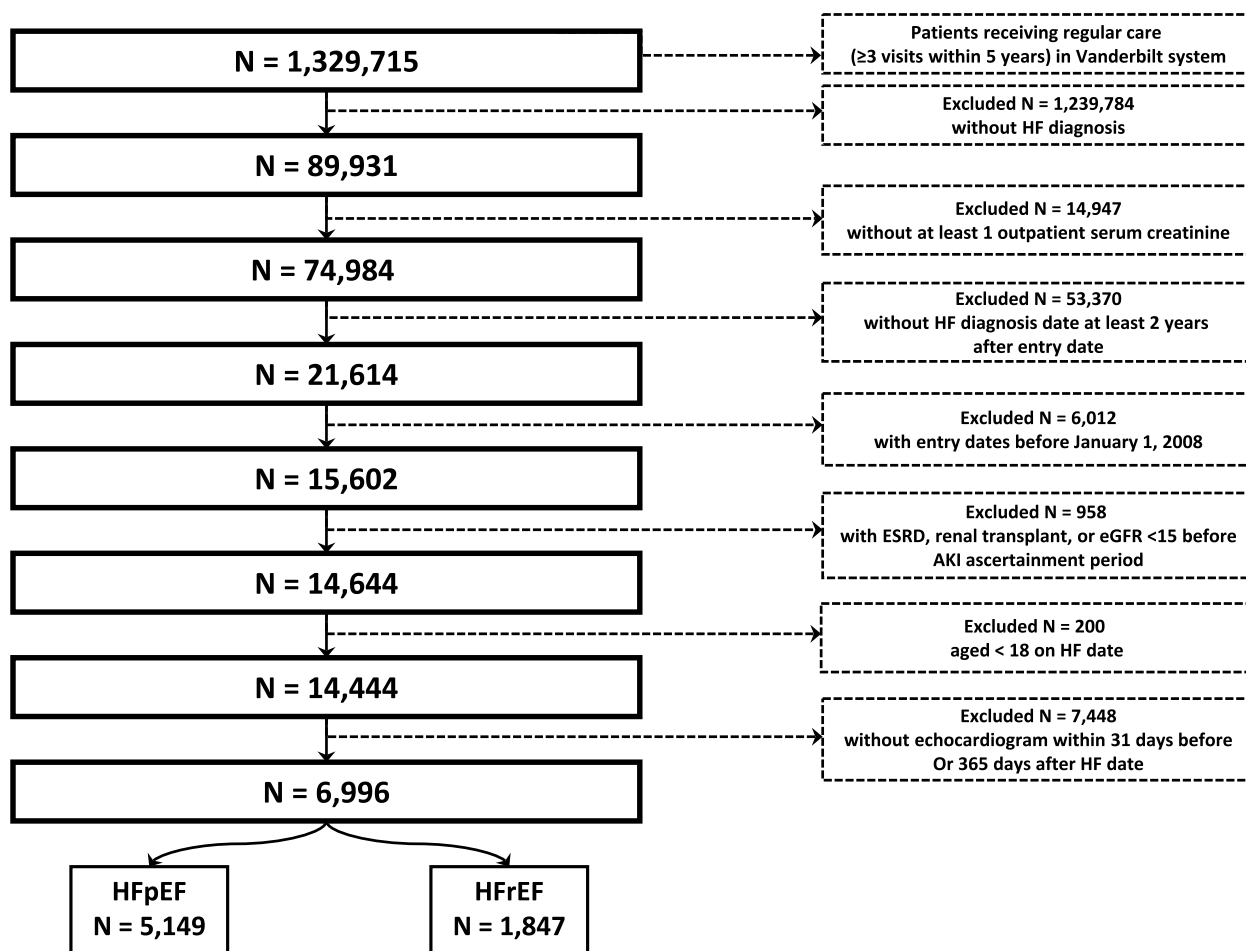 N = 1,329,715
Patients receiving regular care
(≥3 visits within 5 years) in Vanderbilt system
Excluded N = 1,239,784
without HF diagnosis
N = 89,931
Excluded N = 14,947
without at least 1 outpatient serum creatinine
N = 74,984
Excluded N = 53,370
without HF diagnosis date at least 2 years
after entry date
N = 21,614
Excluded N = 6,012
with entry dates before January 1, 2008
N = 15,602
Excluded N = 958
with ESRD, renal transplant, or eGFR <15 before
AKI ascertainment period
N = 14,644
Excluded N = 200
aged < 18 on HF date
N = 14,444
Excluded N = 7,448
without echocardiogram within 31 days before
Or 365 days after HF date
N = 6,996
HFpEF
N = 5,149
HFrEF
N = 1,847